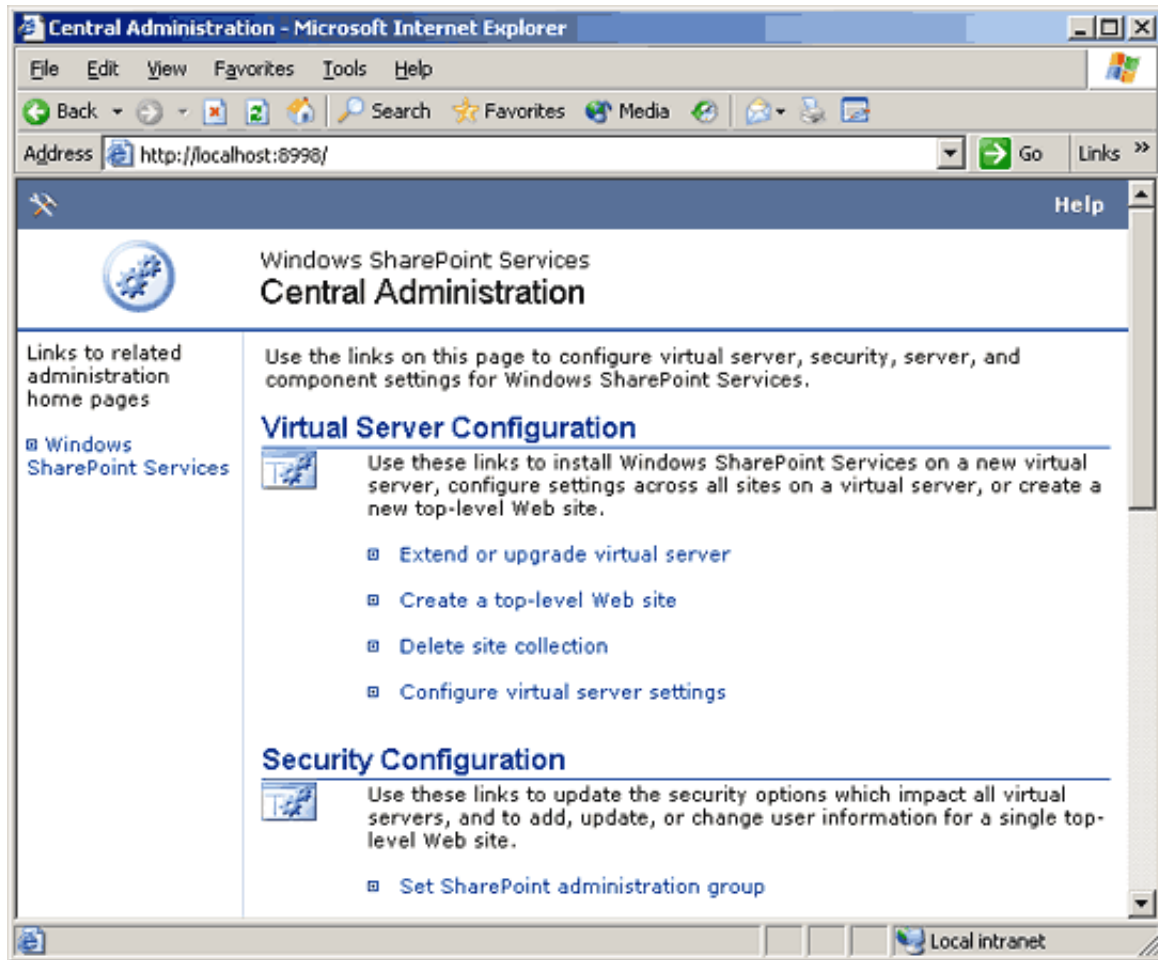 Central Administration - Microsoft Internet Explorer
File Edit View Favorites Tools Help
Back Search Favorites Media
Address http://localhost:8998/ Go Links »
Help
Windows SharePoint Services
Central Administration
Links to related
administration
home pages
Windows
SharePoint Services
Use the links on this page to configure virtual server, security, server, and
component settings for Windows SharePoint Services.
Virtual Server Configuration
Use these links to install Windows SharePoint Services on a new virtual
server, configure settings across all sites on a virtual server, or create a
new top-level Web site.
Extend or upgrade virtual server
Create a top-level Web site
Delete site collection
Configure virtual server settings
Security Configuration
Use these links to update the security options which impact all virtual
servers, and to add, update, or change user information for a single top-
level Web site.
Set SharePoint administration group
Local intranet